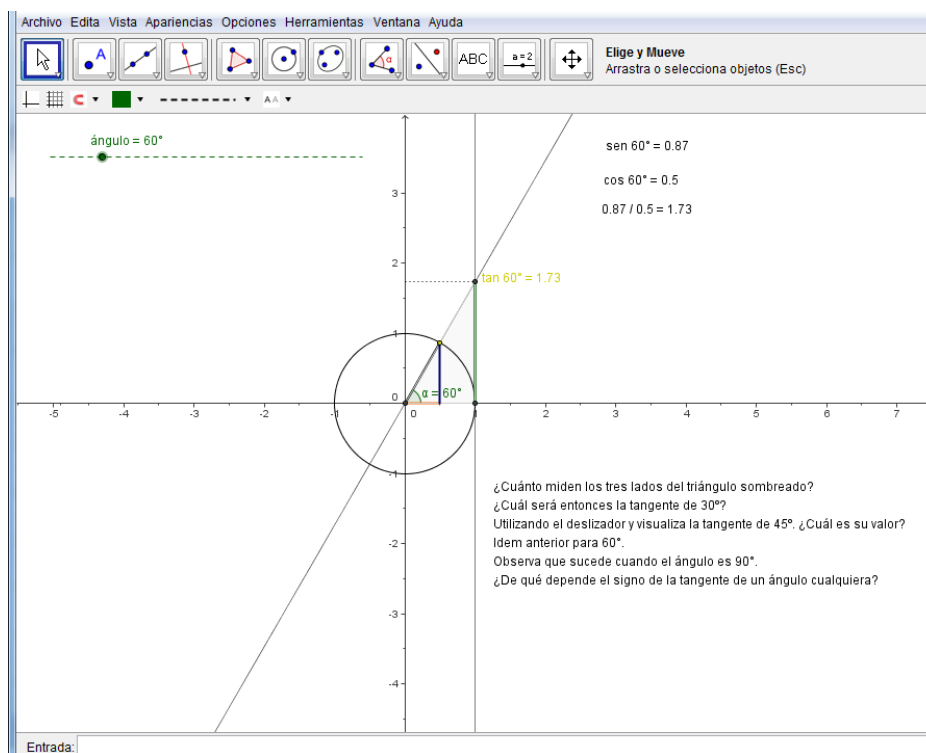 Archivo Edita Vista Apariencias Opciones Herramientas Ventana Ayuda
A
α
ABC
a = 2
Elige y Mueve
Arrastra o selecciona objetos (Esc)
A A
ángulo = 60°
sen 60° = 0.87
cos 60° = 0.5
0.87 / 0.5 = 1.73
3
2
tan 60° = 1.73
1
0
α = 60°
-5 -4 -3 -2 -1 0 1 2 3 4 5 6 7
-1
¿Cuánto miden los tres lados del triángulo sombreado?
¿Cuál será entonces la tangente de 30º?
Utilizando el deslizador y visualiza la tangente de 45º. ¿Cuál es su valor?
-2
Idem anterior para 60°.
Observa que sucede cuando el ángulo es 90°.
¿De qué depende el signo de la tangente de un ángulo cualquiera?
-3
-4
Entrada: